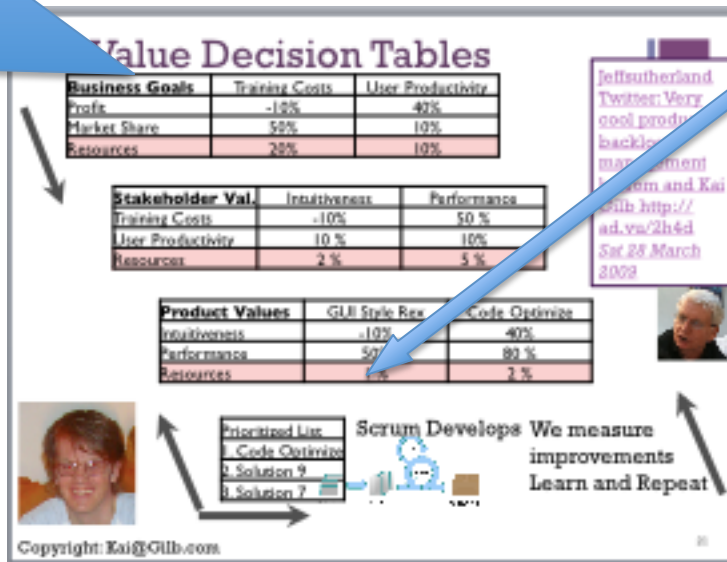 Value Decision Tables
Business Goals Training Costs User Productivity
Profit -10% 40%
Market Share 50% 10%
Resources 20% 10%
Jeffsutherland
Twitter: Very
cool
backlog
management
and Kai
Gilb http://
ad.vu/2h4d
Sat 28 March
2009
Stakeholder Val. Intuitiveness Performance
Training Costs -10% 50 %
User Productivity 10 % 10%
Resources 2 % 5 %
Product Values GUI Style Rex Code Optimize
Intuitiveness -10% 40%
Performance 80 %
Resources 2 %
Prioritized List
1. Code Optimize
2. Solution 9
3. Solution 7
Scrum Develops
We measure
improvements
Learn and Repeat
Copyright: Kai@Gilb.com